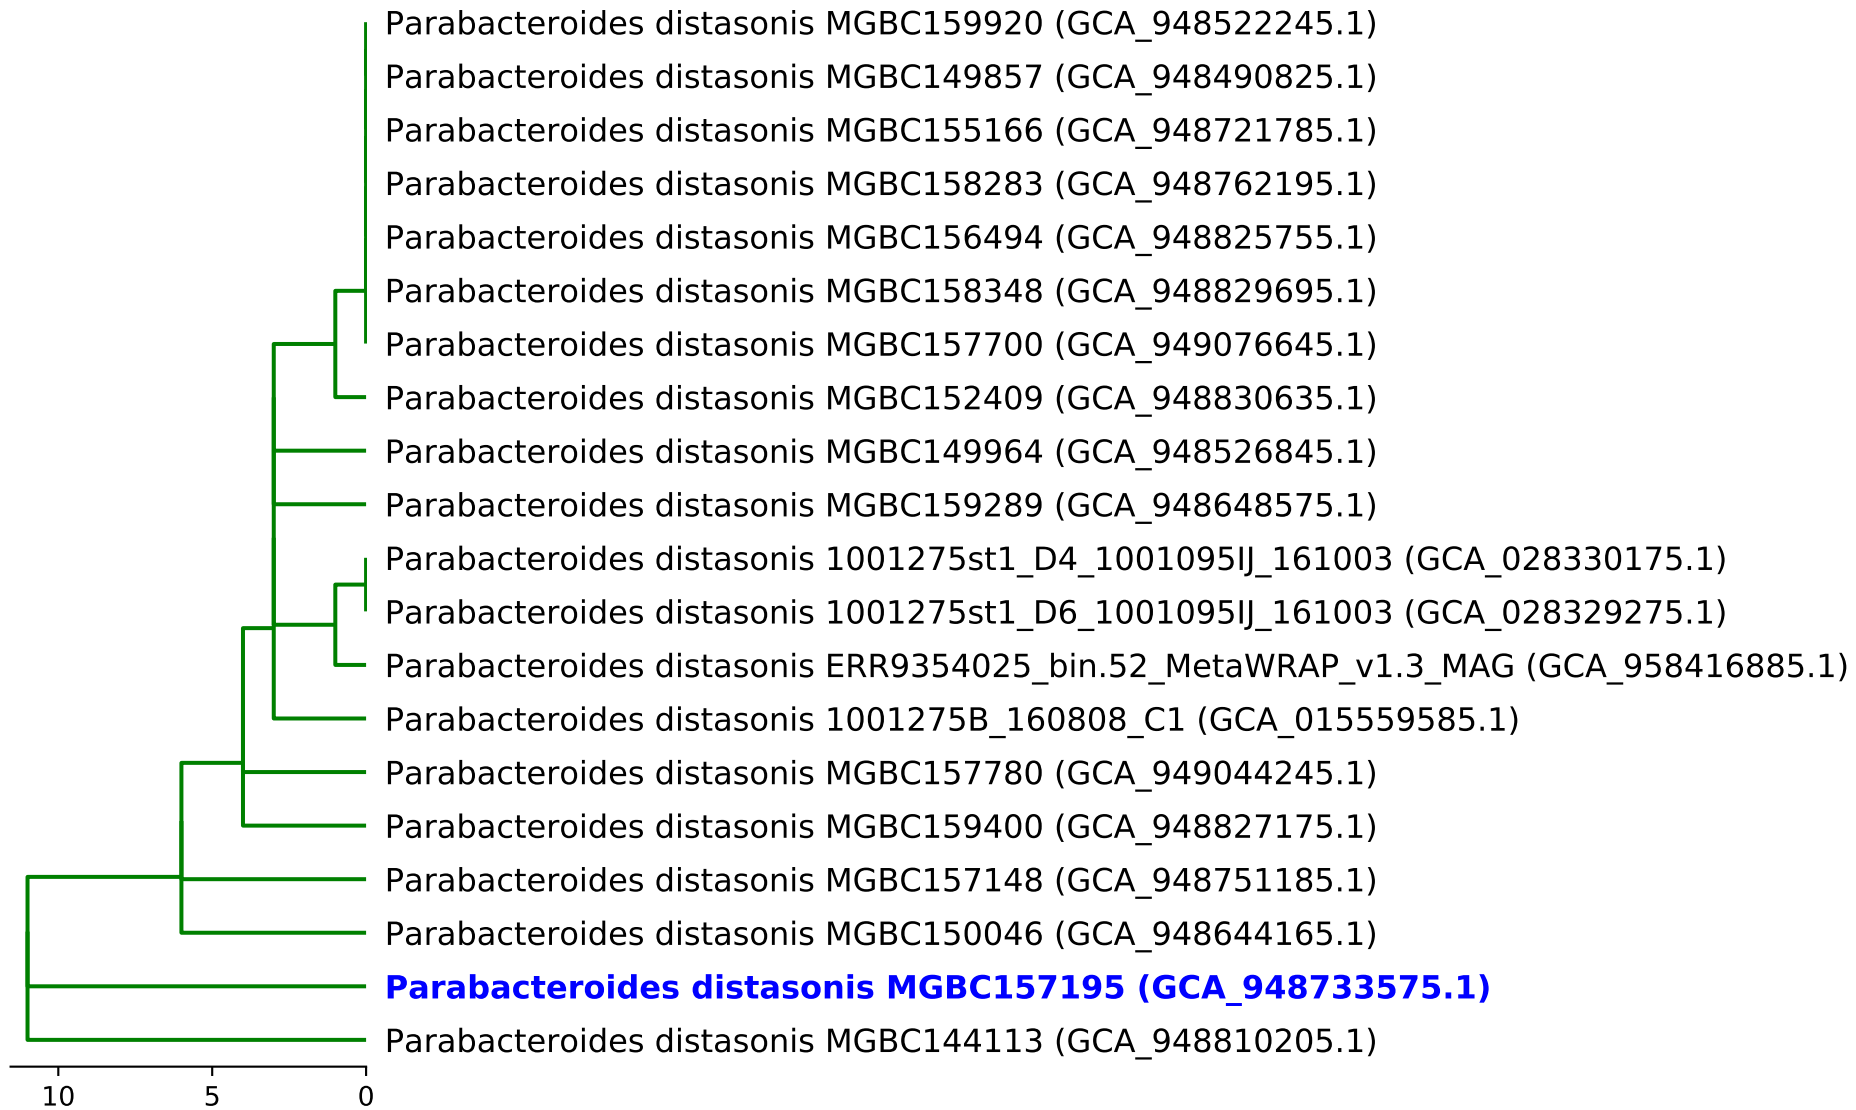 Parabacteroides distasonis MGBC159920 (GCA_948522245.1)
Parabacteroides distasonis MGBC149857 (GCA_948490825.1)
Parabacteroides distasonis MGBC155166 (GCA_948721785.1)
Parabacteroides distasonis MGBC158283 (GCA_948762195.1)
Parabacteroides distasonis MGBC156494 (GCA_948825755.1)
Parabacteroides distasonis MGBC158348 (GCA_948829695.1)
Parabacteroides distasonis MGBC157700 (GCA_949076645.1)
Parabacteroides distasonis MGBC152409 (GCA_948830635.1)
Parabacteroides distasonis MGBC149964 (GCA_948526845.1)
Parabacteroides distasonis MGBC159289 (GCA_948648575.1)
Parabacteroides distasonis 1001275st1_D4_1001095IJ_161003 (GCA_028330175.1)
Parabacteroides distasonis 1001275st1_D6_1001095IJ_161003 (GCA_028329275.1)
Parabacteroides distasonis ERR9354025_bin.52_MetaWRAP_v1.3_MAG (GCA_958416885.1)
Parabacteroides distasonis 1001275B_160808_C1 (GCA_015559585.1)
Parabacteroides distasonis MGBC157780 (GCA_949044245.1)
Parabacteroides distasonis MGBC159400 (GCA_948827175.1)
Parabacteroides distasonis MGBC157148 (GCA_948751185.1)
Parabacteroides distasonis MGBC150046 (GCA_948644165.1)
Parabacteroides distasonis MGBC157195 (GCA_948733575.1)
Parabacteroides distasonis MGBC144113 (GCA_948810205.1)
10 5 0